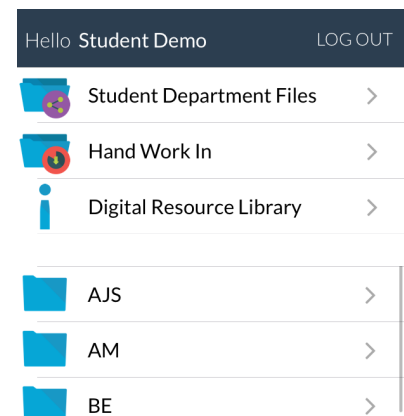 Hello Student Demo LOG OUT
Student Department Files
Hand Work In
Digital Resource Library
AJS
AM
BE